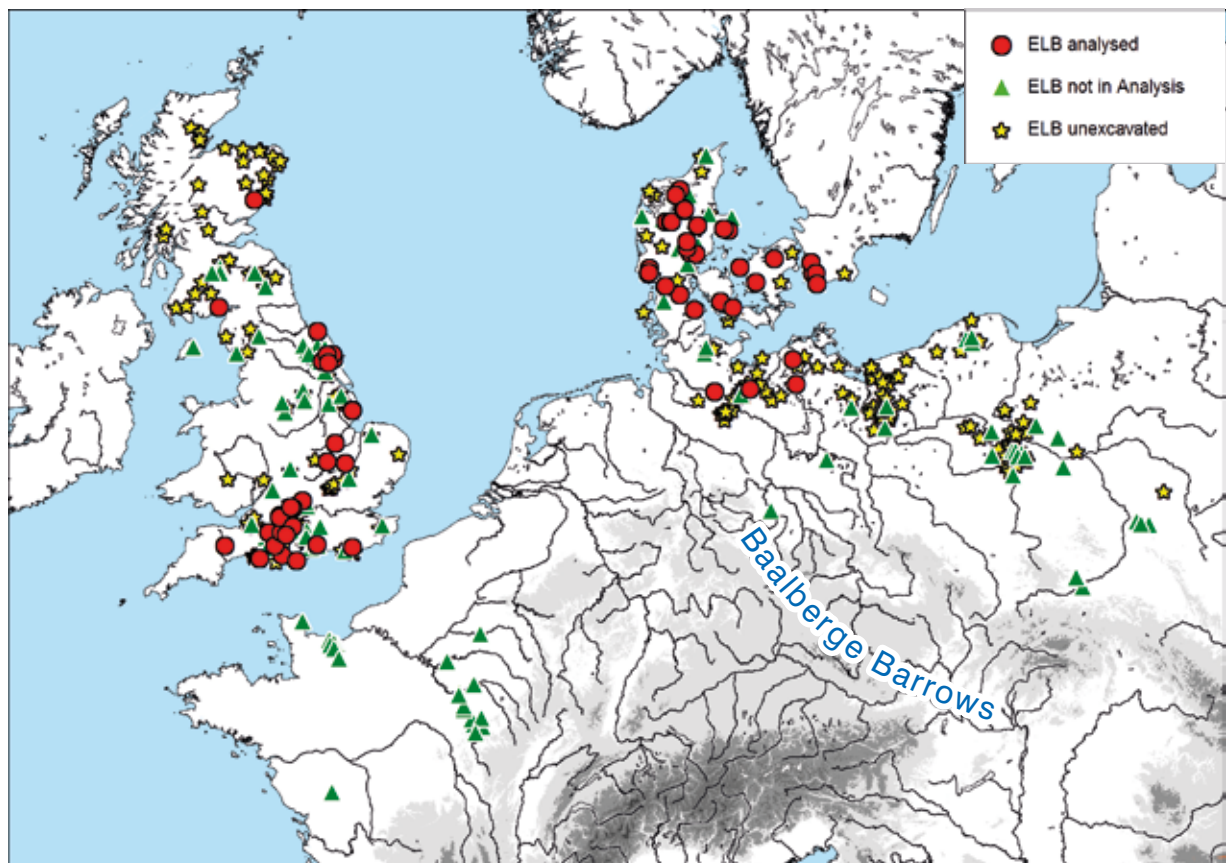 ELB analysed
ELB not in Analysis
ELB unexcavated
Baalberge Barrows